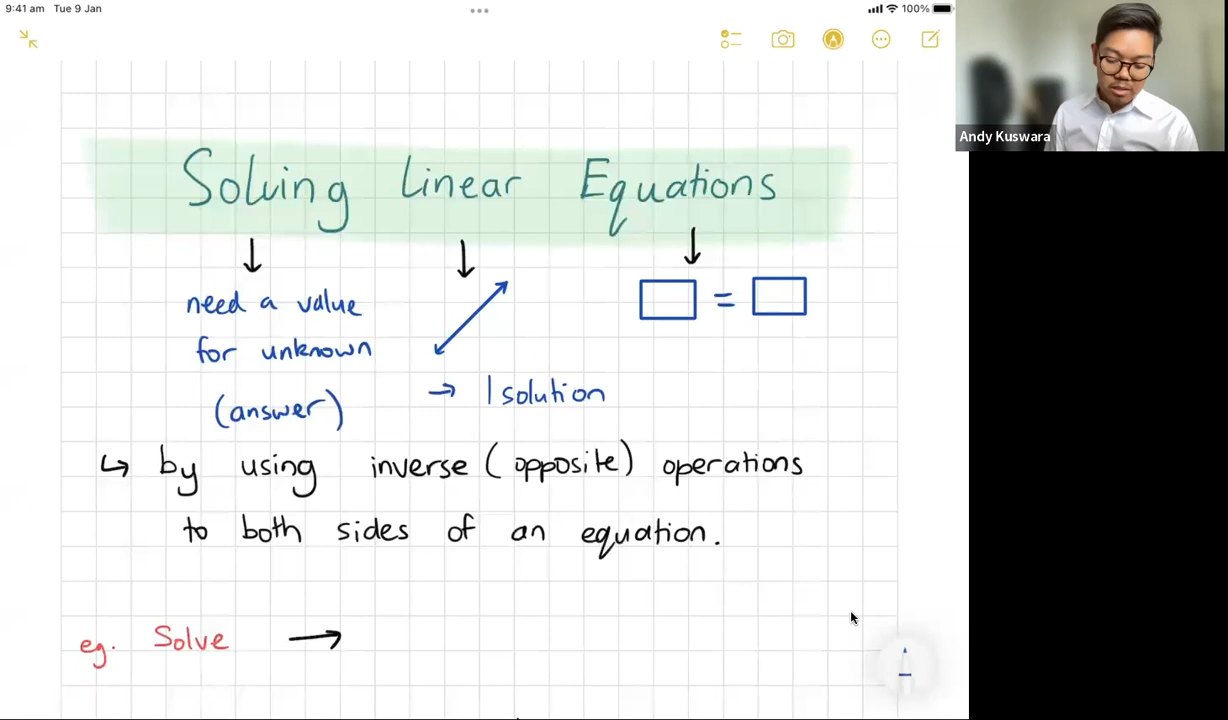 9:41 am Tue 9 Jan
100%
Andy Kuswara
Solving Linear Equations
need a value
for unknown
(answer)
=
→ 1 solution
↳ by using inverse (opposite) operations
to both sides of an equation.
eg. Solve →